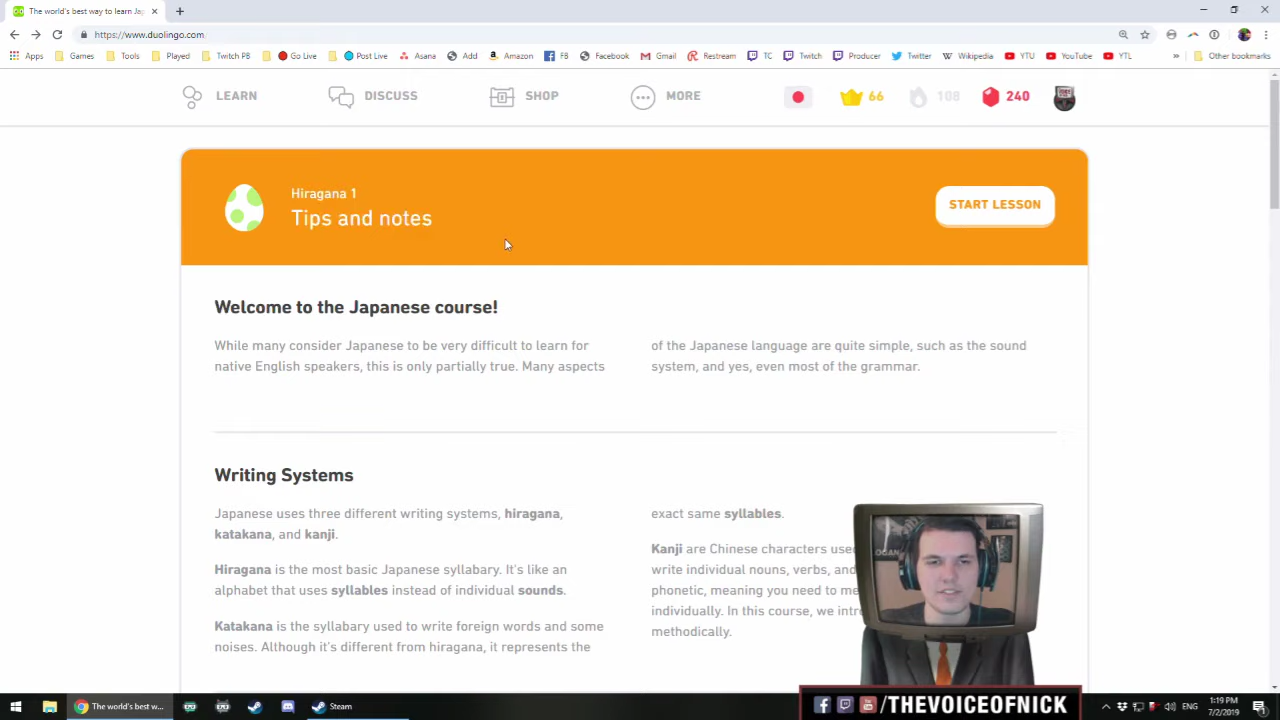 The world's best way to learn Jap
https://www.duolingo.com
Apps Games Tools Played Twitch PB Go Live Post Live Asana Add Amazon FB Facebook Gmail Restream TC Twitch Producer Twitter Wikipedia YTU YouTube YTL » Other bookmarks
LEARN DISCUSS SHOP MORE 66 108 240
Hiragana 1
Tips and notes
START LESSON
Welcome to the Japanese course!
While many consider Japanese to be very difficult to learn for
native English speakers, this is only partially true. Many aspects
of the Japanese language are quite simple, such as the sound
system, and yes, even most of the grammar.
Writing Systems
Japanese uses three different writing systems, hiragana,
katakana, and kanji.
Hiragana is the most basic Japanese syllabary. It's like an
alphabet that uses syllables instead of individual sounds.
Katakana is the syllabary used to write foreign words and some
noises. Although it's different from hiragana, it represents the
exact same syllables.
Kanji are Chinese characters used
write individual nouns, verbs, and
phonetic, meaning you need to me
individually. In this course, we intr
methodically.
/THEVOICEOFNICK
The world's best w... Steam ENG 1:19 PM
7/2/2019